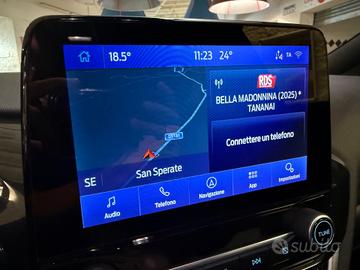 18.5° 11:23 24° TA
RDS
BELLA MADONNINA (2025) *
TANANAI
Connettere un telefono
San Sperate
SE
Audio Telefono Navigazione App Impostazioni
TUNE
subito